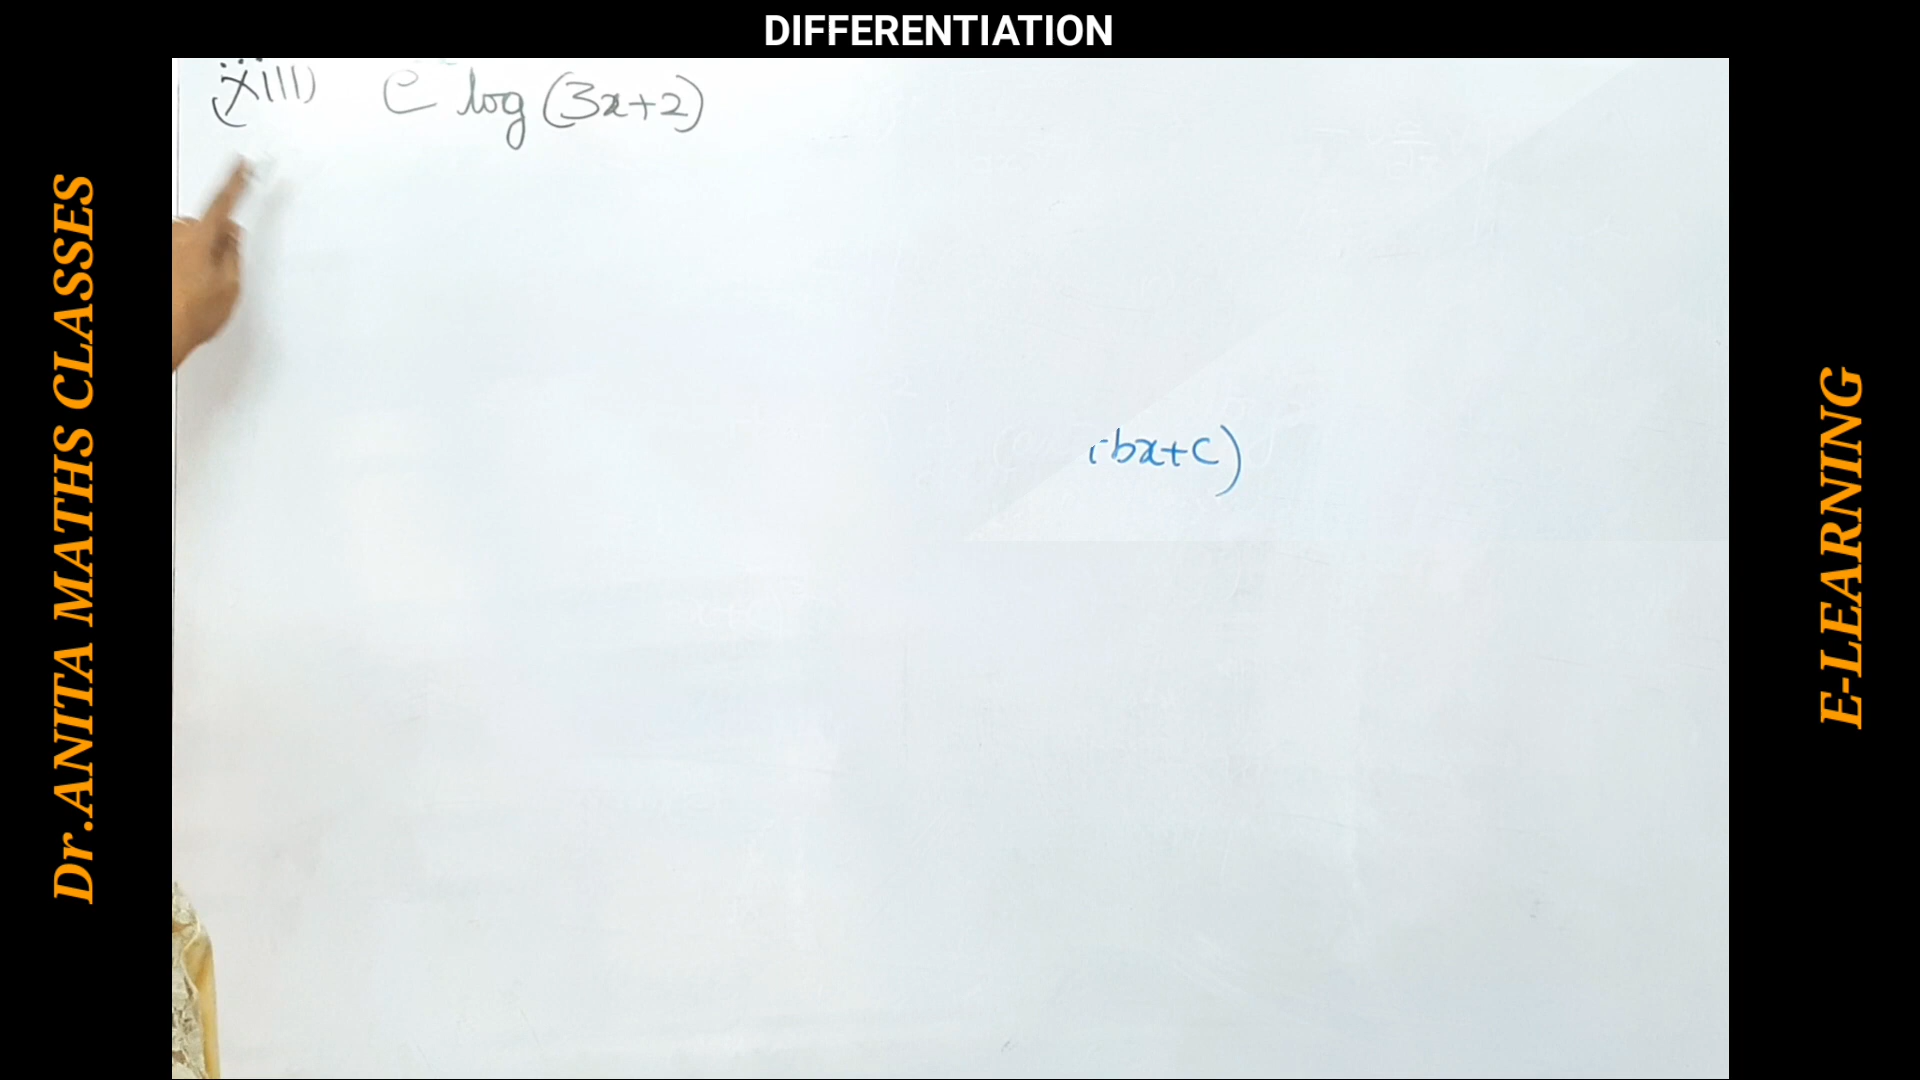 DIFFERENTIATION
xiii) e log (3x+2)
bx+c)
Dr.ANITA MATHS CLASSES
E-LEARNING